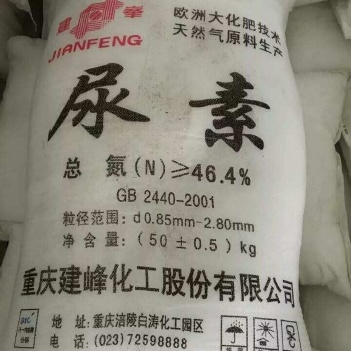 建
峯
JIANFENG
欧洲大化肥技术
天然气原料生产
尿素
总 氮(N)≥46.4%
GB 2440-2001
粒径范围: d0.85mm-2.80mm
净含量:(50±0.5)kg
重庆建峰化工股份有限公司
地 址:重庆涪陵白涛化工园区
电 话:(023)72598888